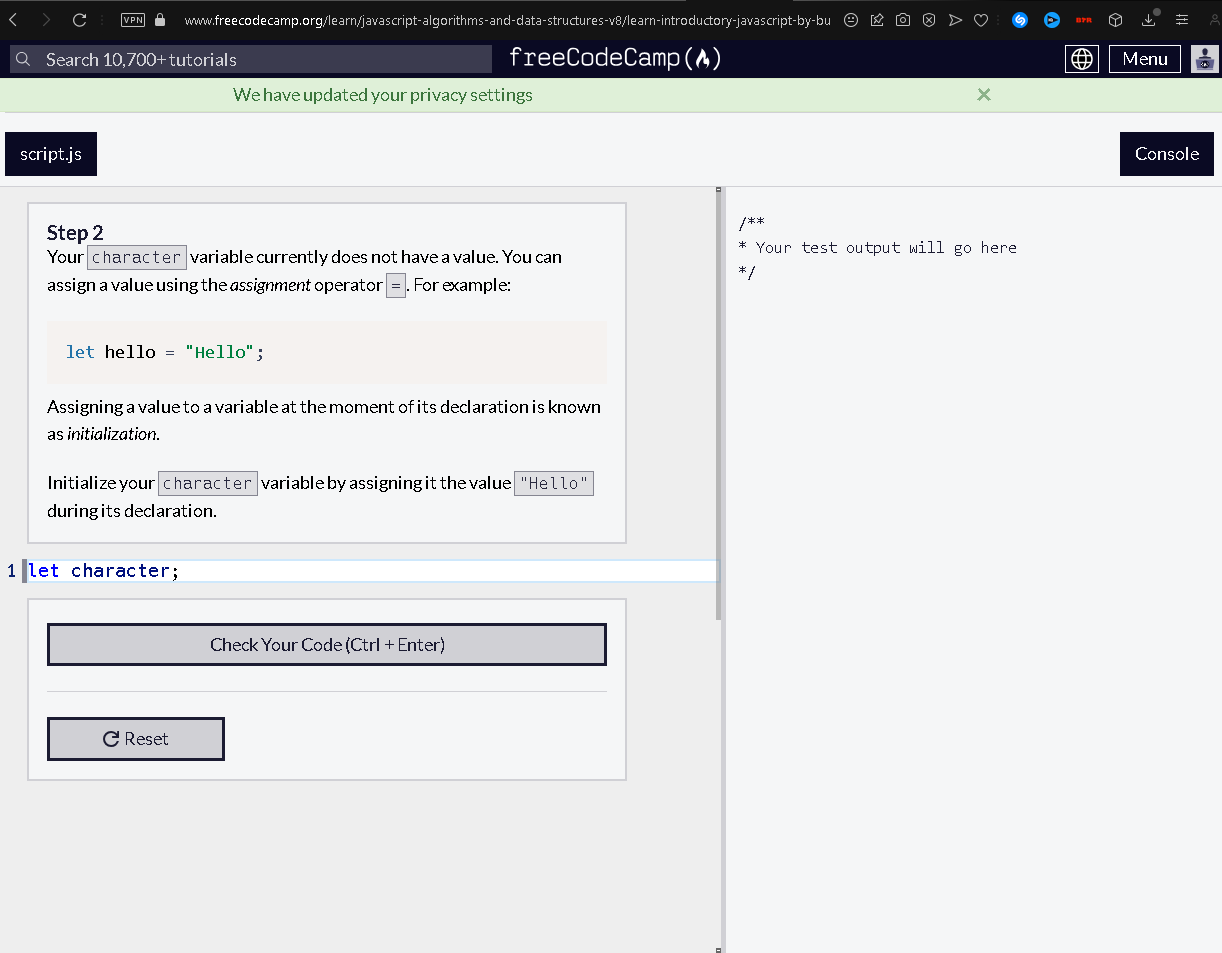 VPN
www.freecodecamp.org/learn/javascript-algorithms-and-data-structures-v8/learn-introductory-javascript-by-bu
Search 10,700+ tutorials
freeCodeCamp(🔥)
Menu
We have updated your privacy settings
script.js
Console
Step 2
Your character variable currently does not have a value. You can
assign a value using the assignment operator =. For example:
let hello = "Hello";
Assigning a value to a variable at the moment of its declaration is known
as initialization.
Initialize your character variable by assigning it the value "Hello"
during its declaration.
1 let character;
Check Your Code (Ctrl + Enter)
Reset
/**
* Your test output will go here
*/